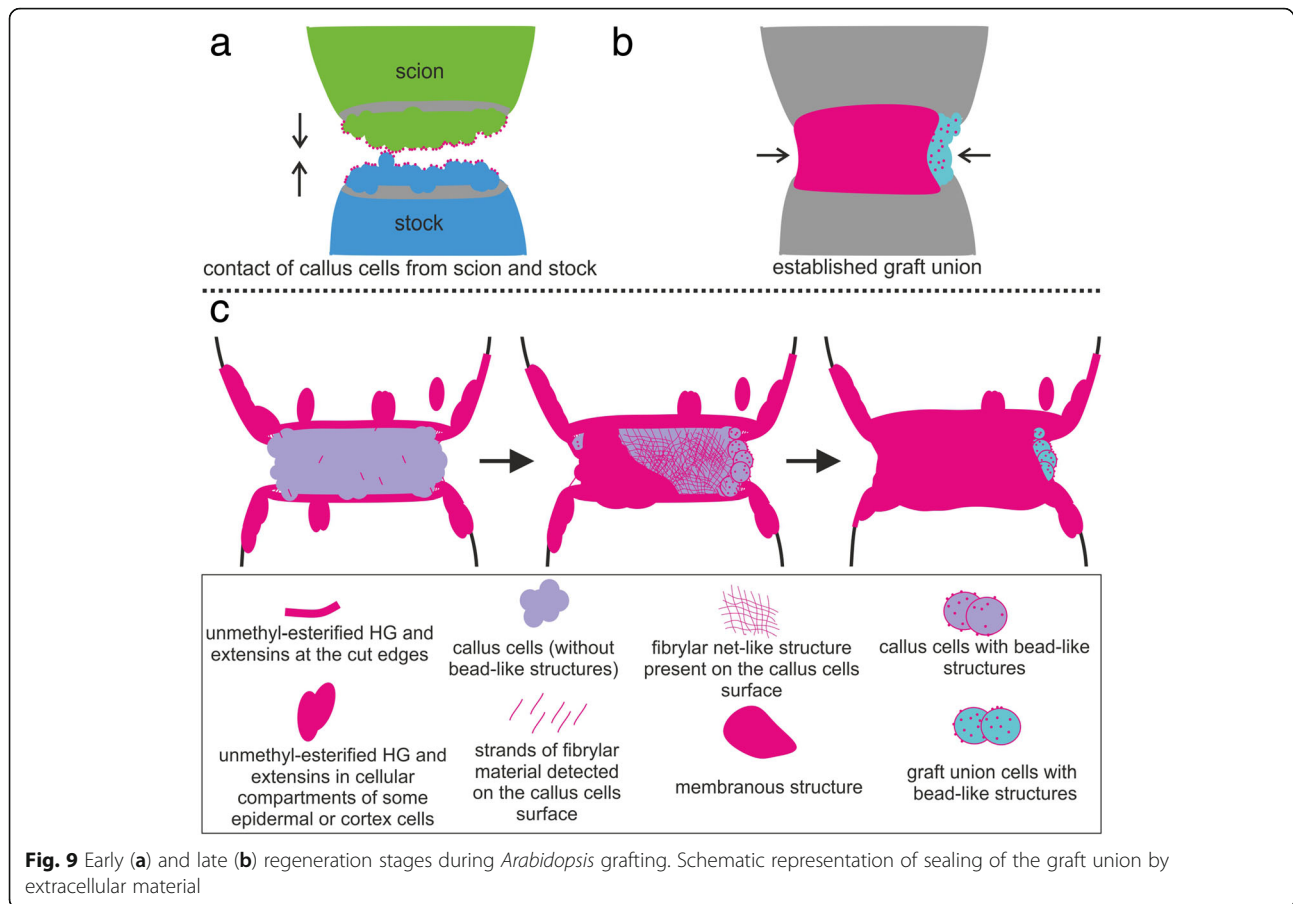 a
b
scion
stock
contact of callus cells from scion and stock
established graft union
c
unmethyl-esterified HG and
extensins at the cut edges
callus cells (without
bead-like structures)
fibrylar net-like structure
present on the callus cells
surface
callus cells with bead-like
structures
unmethyl-esterified HG and
extensins in cellular
compartments of some
epidermal or cortex cells
strands of fibrylar
material detected
on the callus cells
surface
membranous structure
graft union cells with
bead-like structures
Fig. 9 Early (a) and late (b) regeneration stages during Arabidopsis grafting. Schematic representation of sealing of the graft union by
extracellular material